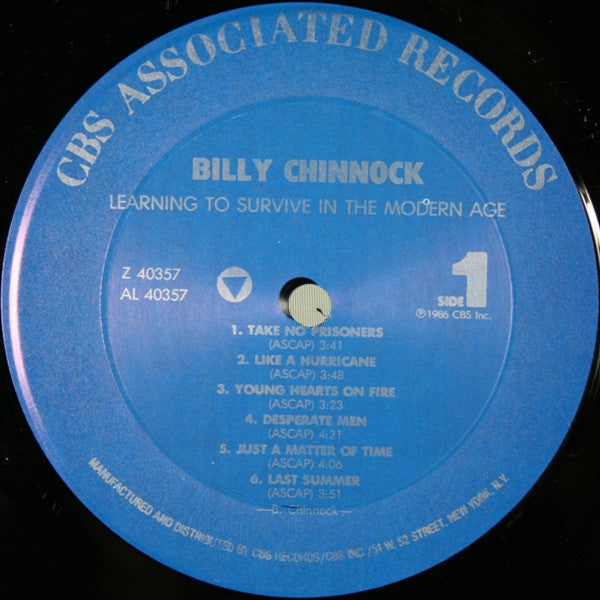 CBS ASSOCIATED RECORDS
BILLY CHINNOCK
LEARNING TO SURVIVE IN THE MODERN AGE
Z 40357
AL 40357
SIDE 1
℗1986 CBS Inc.
1. TAKE NO PRISONERS
(ASCAP) 3:41
2. LIKE A HURRICANE
(ASCAP) 3:48
3. YOUNG HEARTS ON FIRE
(ASCAP) 3:23
4. DESPERATE MEN
(ASCAP) 4:21
5. JUST A MATTER OF TIME
(ASCAP) 4:06
6. LAST SUMMER
(ASCAP) 3:51
—B. Chinnock—
MANUFACTURED AND DISTRIBUTED BY CBS RECORDS/CBS INC./51 W. 52 STREET, NEW YORK, N.Y.